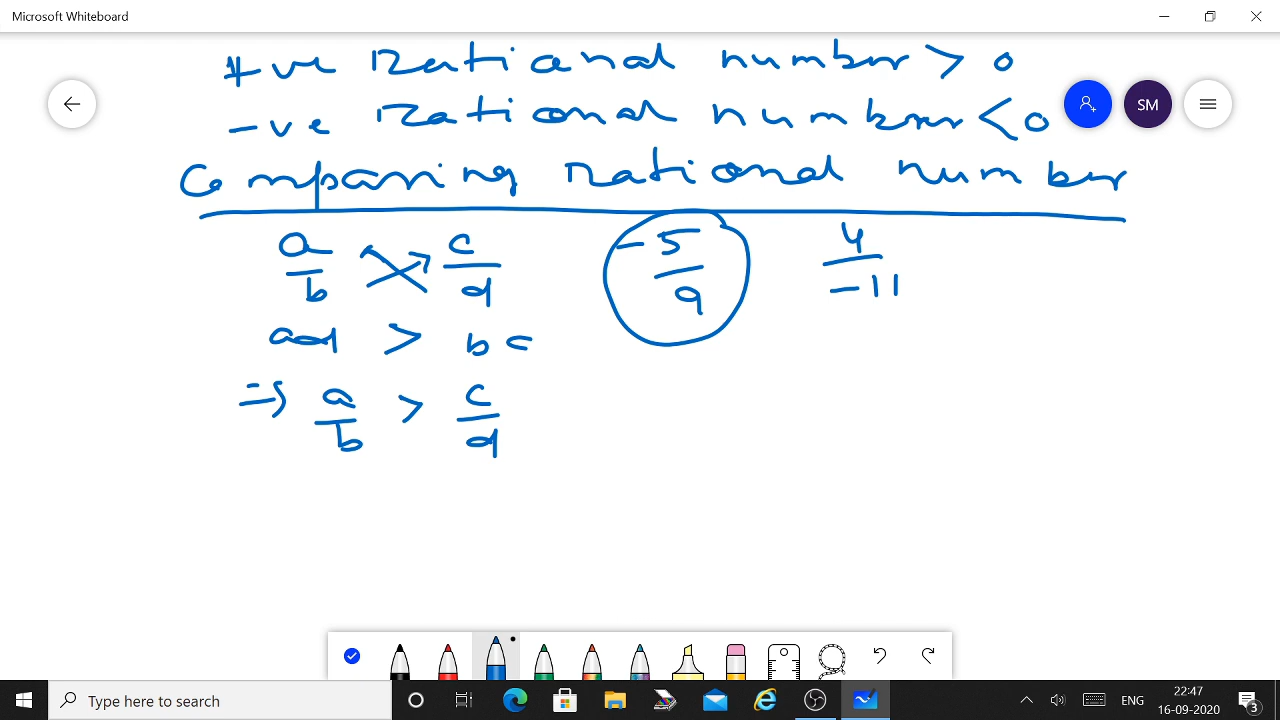 Microsoft Whiteboard
+ve Rational number > 0
-ve Rational number < 0
SM
Comparing rational number
a/b c/d -5/9 4/-11
ad > bc
⇒ a/b > c/d
Type here to search
ENG
22:47
16-09-2020
3